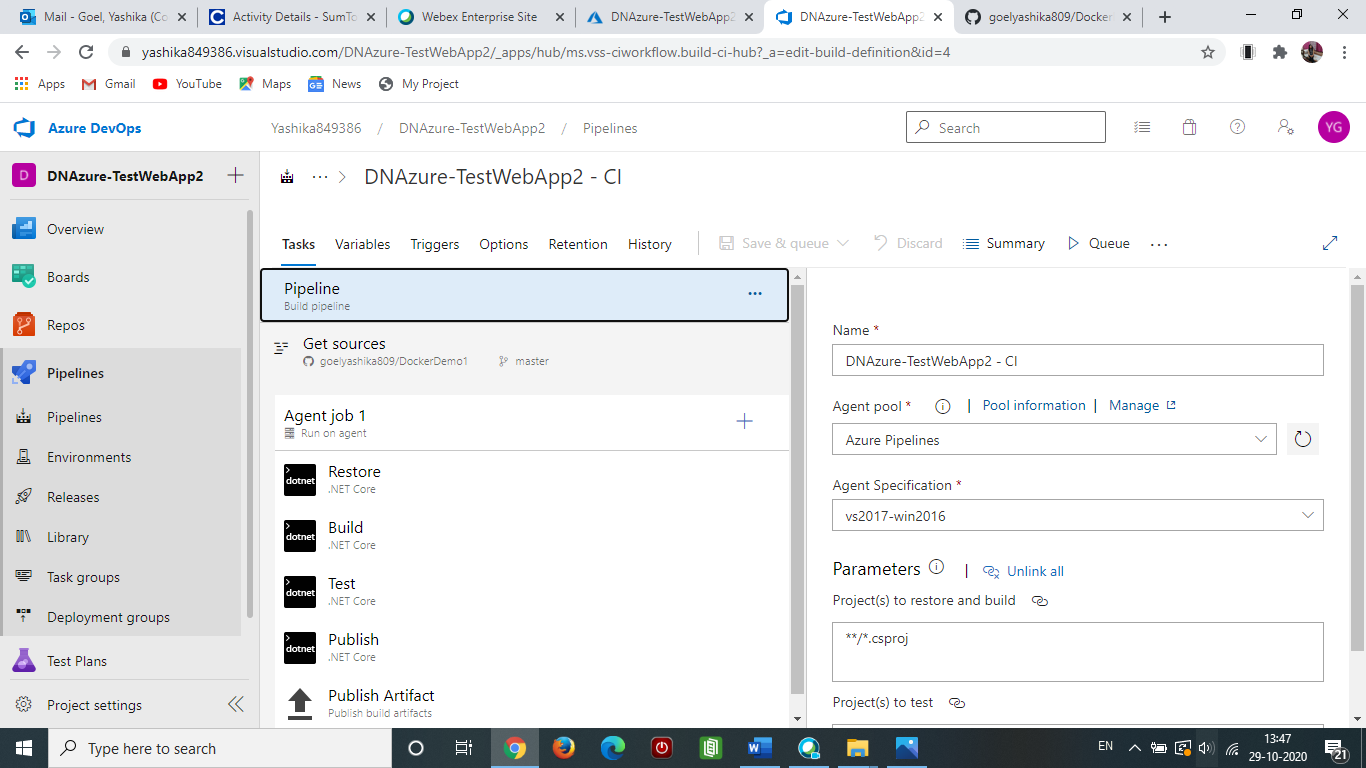 Mail - Goel, Yashika (Co
Activity Details - SumTo
Webex Enterprise Site
DNAzure-TestWebApp2
DNAzure-TestWebApp2
goelyashika809/Docker
yashika849386.visualstudio.com/DNAzure-TestWebApp2/_apps/hub/ms.vss-ciworkflow.build-ci-hub?_a=edit-build-definition&id=4
Apps
Gmail
YouTube
Maps
News
My Project
Azure DevOps
Yashika849386 / DNAzure-TestWebApp2 / Pipelines
Search
YG
D
DNAzure-TestWebApp2
Overview
Boards
Repos
Pipelines
Pipelines
Environments
Releases
Library
Task groups
Deployment groups
Test Plans
Project settings
DNAzure-TestWebApp2 - CI
Tasks
Variables
Triggers
Options
Retention
History
Save & queue
Discard
Summary
Queue
Pipeline
Build pipeline
Get sources
goelyashika809/DockerDemo1
master
Agent job 1
Run on agent
dotnet
Restore
.NET Core
dotnet
Build
.NET Core
dotnet
Test
.NET Core
dotnet
Publish
.NET Core
Publish Artifact
Publish build artifacts
Name *
DNAzure-TestWebApp2 - CI
Agent pool * | Pool information | Manage
Azure Pipelines
Agent Specification *
vs2017-win2016
Parameters | Unlink all
Project(s) to restore and build
**/*.csproj
Project(s) to test
Type here to search
EN
13:47
29-10-2020
21